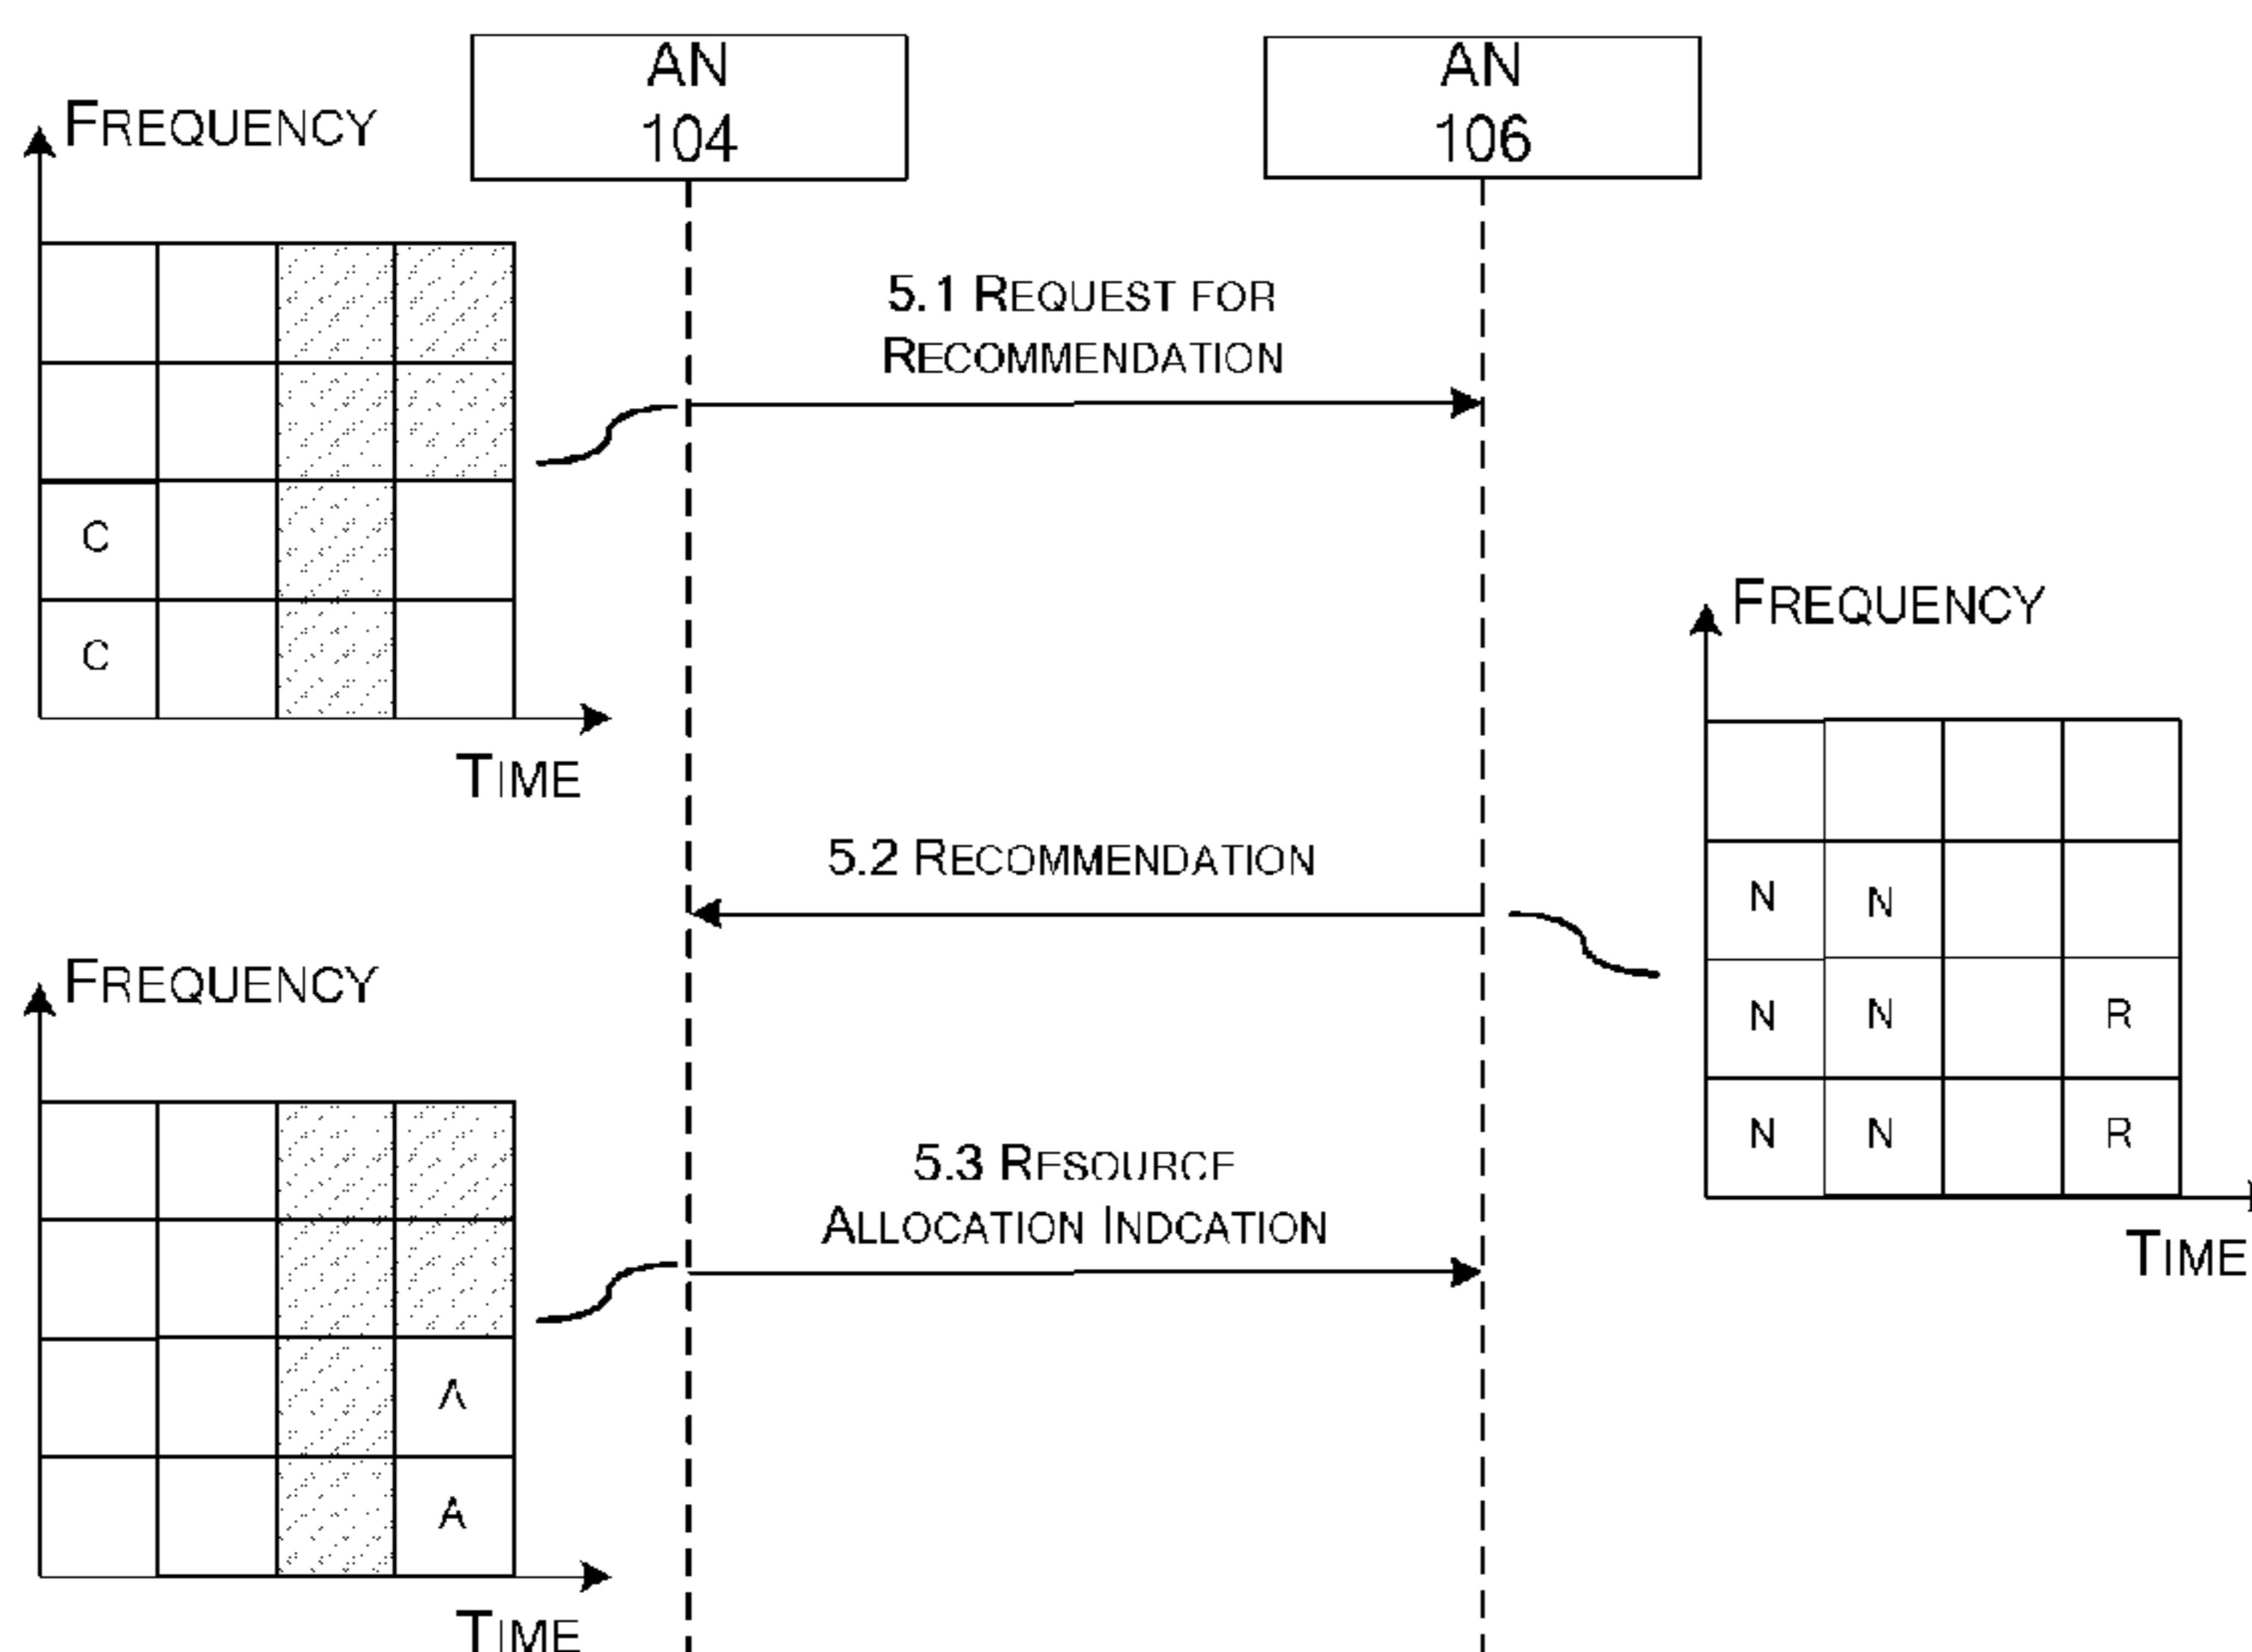 AN
104
AN
106
FREQUENCY
5.1 REQUEST FOR
RECOMMENDATION
C
C
TIME
FREQUENCY
5.2 RECOMMENDATION
N N
N N R
N N R
TIME
FREQUENCY
5.3 RESOURCE
ALLOCATION INDCATION
A
A
TIME